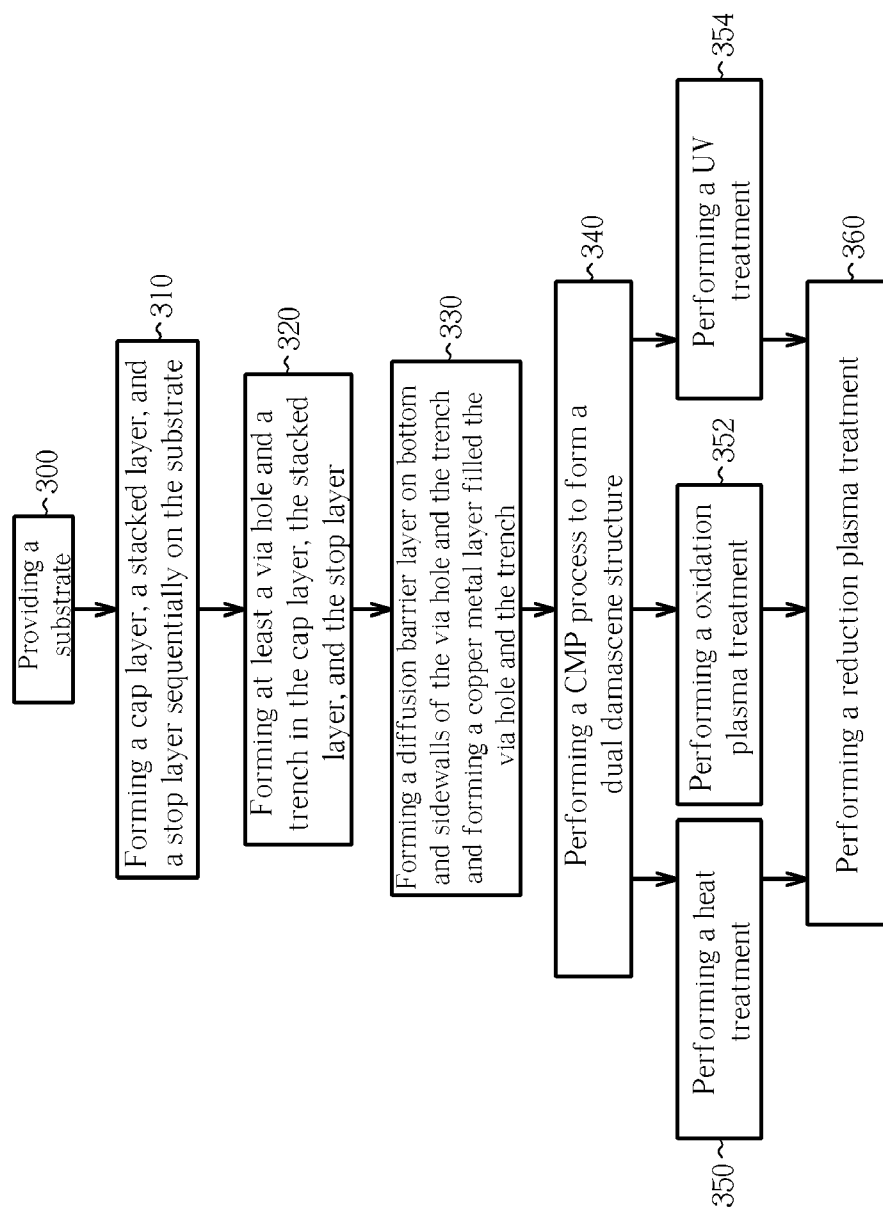 Providing a
substrate
300
Forming a cap layer, a stacked layer, and
a stop layer sequentially on the substrate
310
Forming at least a via hole and a
trench in the cap layer, the stacked
layer, and the stop layer
320
Forming a diffusion barrier layer on bottom
and sidewalls of the via hole and the trench
and forming a copper metal layer filled the
via hole and the trench
330
Performing a CMP process to form a
dual damascene structure
340
Performing a heat
treatment
350
Performing a oxidation
plasma treatment
352
Performing a UV
treatment
354
Performing a reduction plasma treatment
360